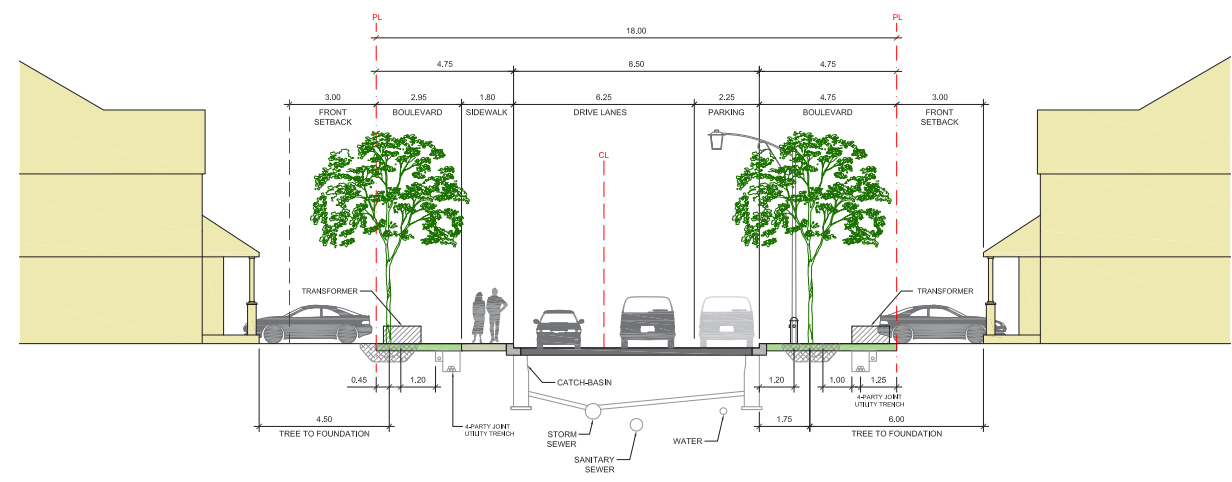 PL
PL
18.00
4.75
8.50
4.75
3.00
2.95
1.80
6.25
2.25
4.75
3.00
FRONT
SETBACK
BOULEVARD
SIDEWALK
DRIVE LANES
PARKING
BOULEVARD
FRONT
SETBACK
CL
TRANSFORMER
TRANSFORMER
0.45
1.20
CATCH-BASIN
1.20
1.00
1.25
4-PARTY JOINT
UTILITY TRENCH
4.50
TREE TO FOUNDATION
4-PARTY JOINT
UTILITY TRENCH
STORM
SEWER
SANITARY
SEWER
WATER
1.75
6.00
TREE TO FOUNDATION